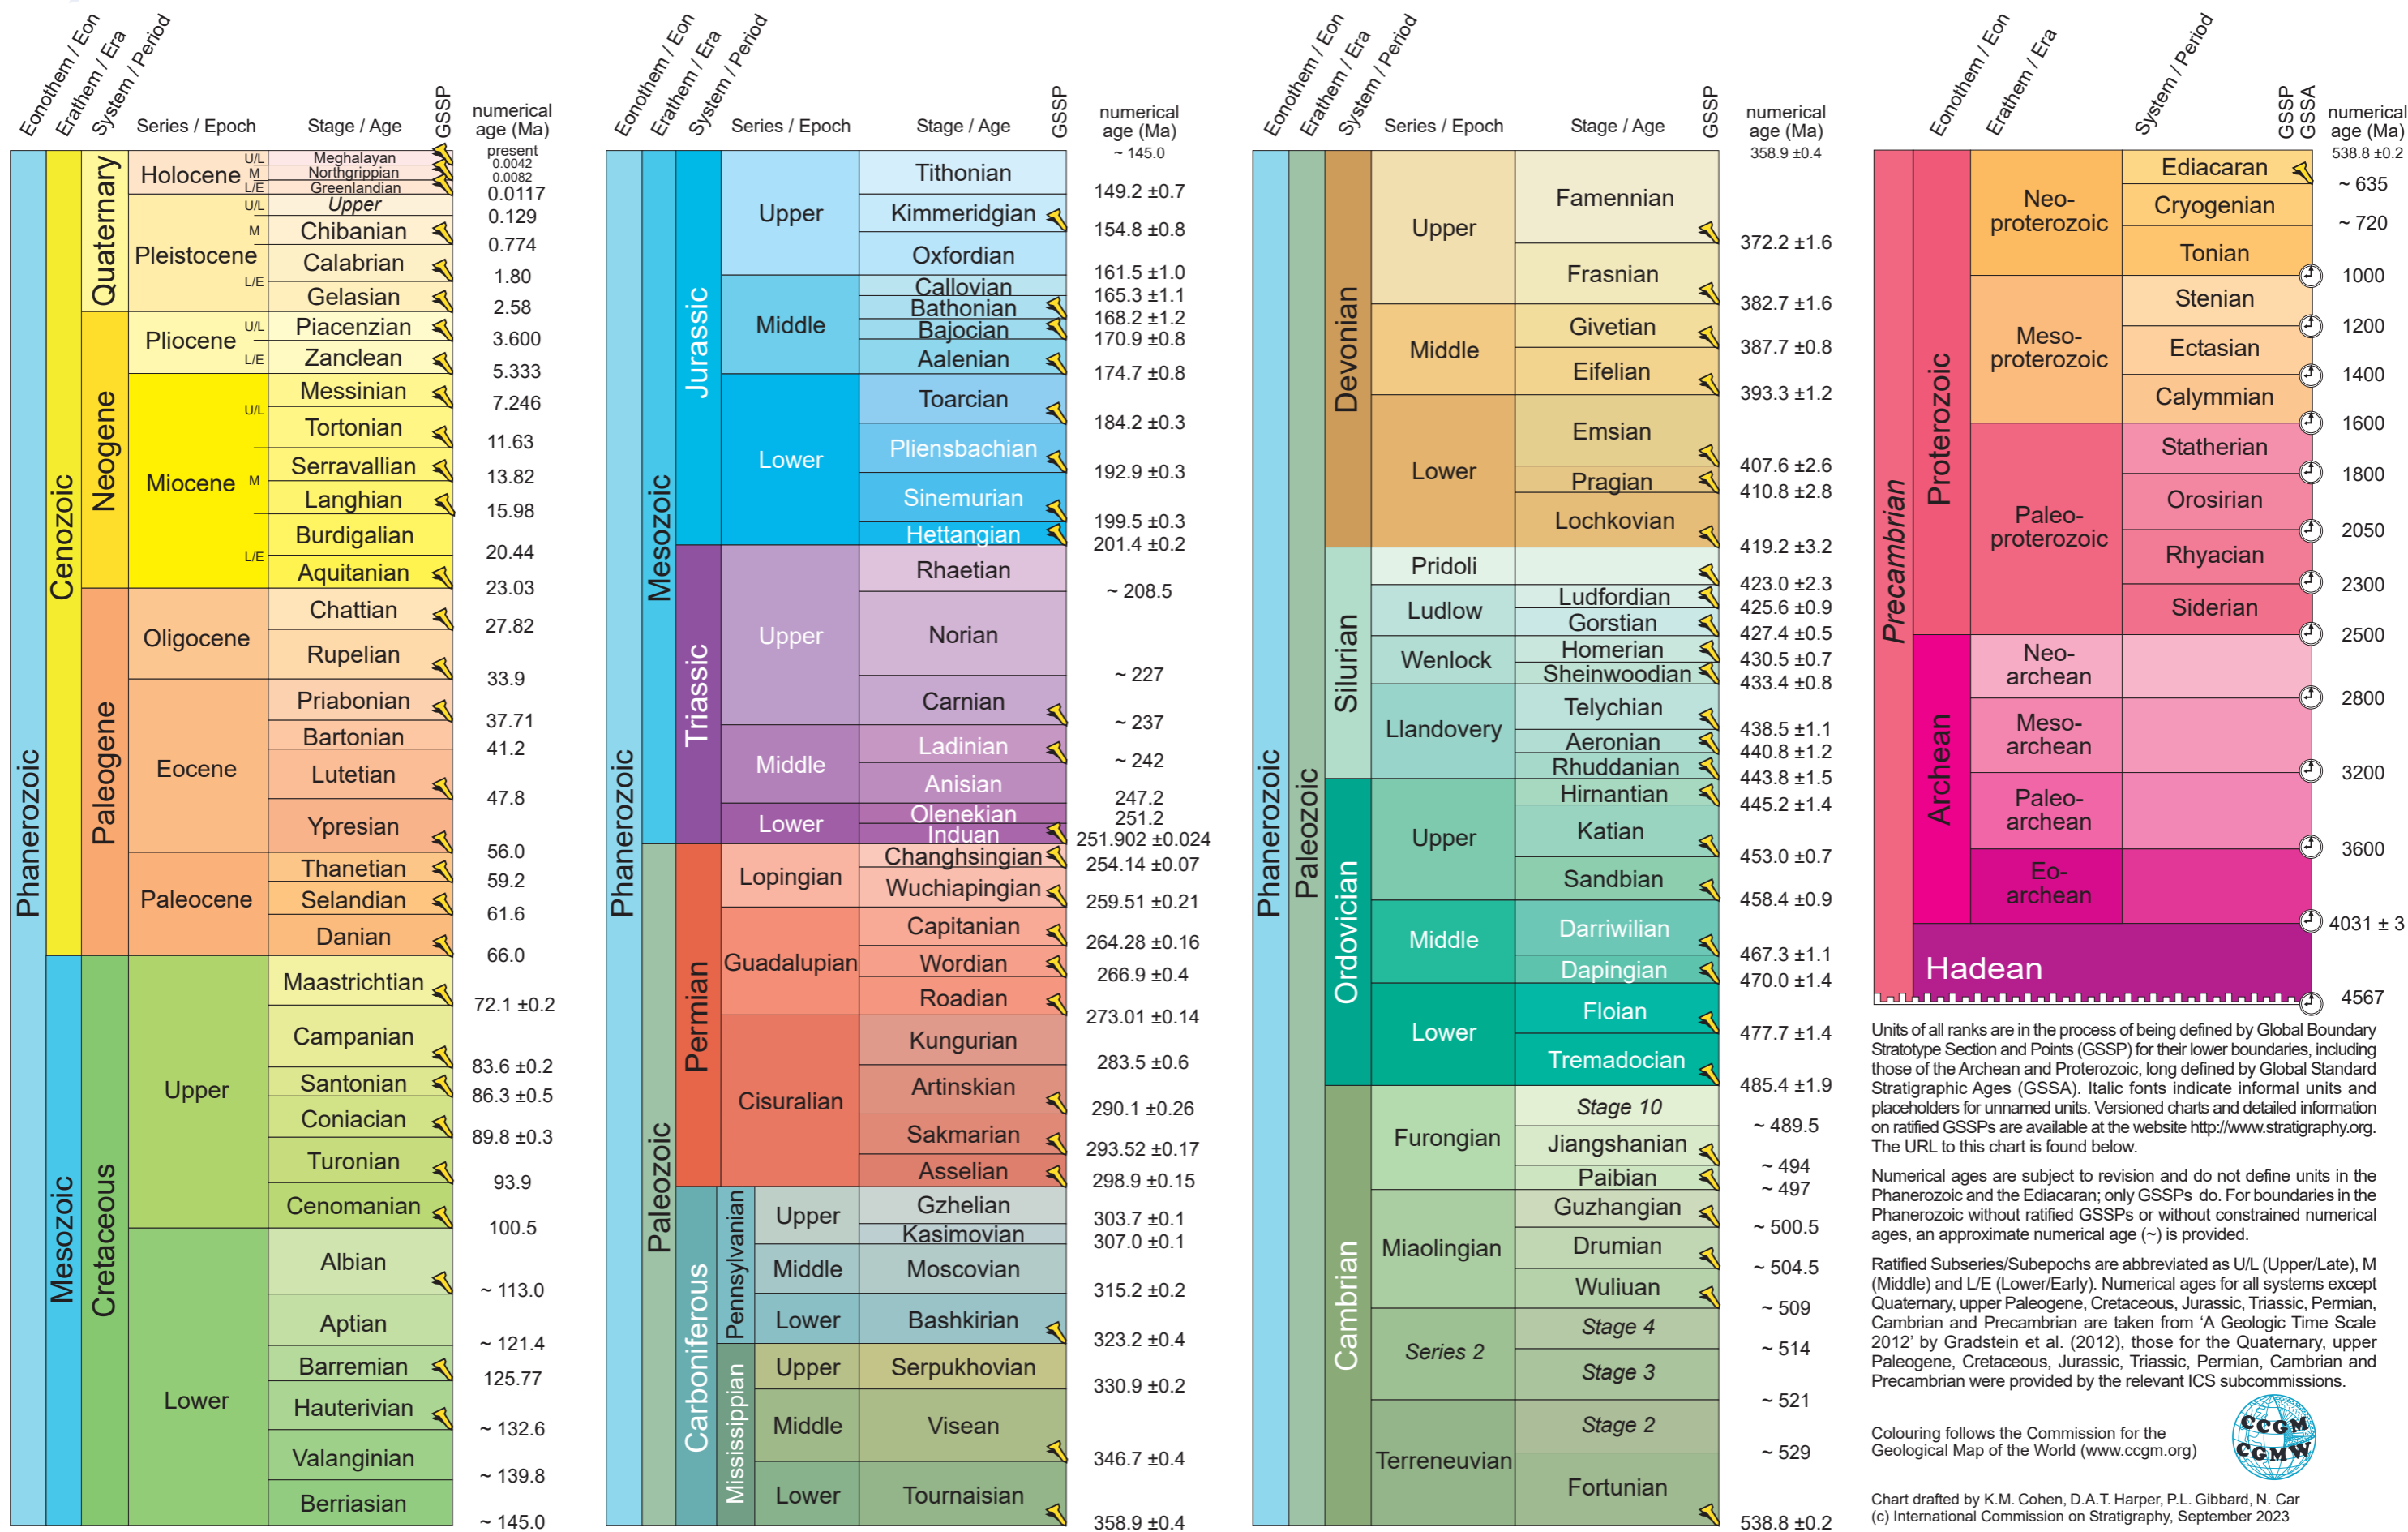 Eonothem / Eon
Erathem / Era
System / Period
Series / Epoch
Stage / Age
GSSP
numerical
age (Ma)
Phanerozoic
Cenozoic
Mesozoic
Quaternary
Neogene
Paleogene
Cretaceous
Holocene
U/L
M
L/E
Pleistocene
U/L
M
L/E
Pliocene
U/L
L/E
Miocene
U/L
M
L/E
Oligocene
Eocene
Paleocene
Upper
Lower
present
Meghalayan
0.0042
Northgrippian
0.0082
Greenlandian
0.0117
Upper
0.129
Chibanian
0.774
Calabrian
1.80
Gelasian
2.58
Piacenzian
3.600
Zanclean
5.333
Messinian
7.246
Tortonian
11.63
Serravallian
13.82
Langhian
15.98
Burdigalian
20.44
Aquitanian
23.03
Chattian
27.82
Rupelian
33.9
Priabonian
37.71
Bartonian
41.2
Lutetian
47.8
Ypresian
56.0
Thanetian
59.2
Selandian
61.6
Danian
66.0
Maastrichtian
72.1 ±0.2
Campanian
83.6 ±0.2
Santonian
86.3 ±0.5
Coniacian
89.8 ±0.3
Turonian
93.9
Cenomanian
100.5
Albian
~ 113.0
Aptian
~ 121.4
Barremian
125.77
Hauterivian
~ 132.6
Valanginian
~ 139.8
Berriasian
~ 145.0
Eonothem / Eon
Erathem / Era
System / Period
Series / Epoch
Stage / Age
GSSP
numerical
age (Ma)
Phanerozoic
Mesozoic
Paleozoic
Jurassic
Triassic
Permian
Carboniferous
Pennsylvanian
Mississippian
Upper
Middle
Lower
Upper
Middle
Lower
Lopingian
Guadalupian
Cisuralian
Upper
Middle
Lower
Upper
Middle
Lower
~ 145.0
Tithonian
149.2 ±0.7
Kimmeridgian
154.8 ±0.8
Oxfordian
161.5 ±1.0
Callovian
165.3 ±1.1
Bathonian
168.2 ±1.2
Bajocian
170.9 ±0.8
Aalenian
174.7 ±0.8
Toarcian
184.2 ±0.3
Pliensbachian
192.9 ±0.3
Sinemurian
199.5 ±0.3
Hettangian
201.4 ±0.2
Rhaetian
~ 208.5
Norian
~ 227
Carnian
~ 237
Ladinian
~ 242
Anisian
247.2
Olenekian
251.2
Induan
251.902 ±0.024
Changhsingian
254.14 ±0.07
Wuchiapingian
259.51 ±0.21
Capitanian
264.28 ±0.16
Wordian
266.9 ±0.4
Roadian
273.01 ±0.14
Kungurian
283.5 ±0.6
Artinskian
290.1 ±0.26
Sakmarian
293.52 ±0.17
Asselian
298.9 ±0.15
Gzhelian
303.7 ±0.1
Kasimovian
307.0 ±0.1
Moscovian
315.2 ±0.2
Bashkirian
323.2 ±0.4
Serpukhovian
330.9 ±0.2
Visean
346.7 ±0.4
Tournaisian
358.9 ±0.4
Eonothem / Eon
Erathem / Era
System / Period
Series / Epoch
Stage / Age
GSSP
numerical
age (Ma)
Phanerozoic
Paleozoic
Devonian
Silurian
Ordovician
Cambrian
Upper
Middle
Lower
Pridoli
Ludlow
Wenlock
Llandovery
Upper
Middle
Lower
Furongian
Miaolingian
Series 2
Terreneuvian
358.9 ±0.4
Famennian
372.2 ±1.6
Frasnian
382.7 ±1.6
Givetian
387.7 ±0.8
Eifelian
393.3 ±1.2
Emsian
407.6 ±2.6
Pragian
410.8 ±2.8
Lochkovian
419.2 ±3.2
423.0 ±2.3
Ludfordian
425.6 ±0.9
Gorstian
427.4 ±0.5
Homerian
430.5 ±0.7
Sheinwoodian
433.4 ±0.8
Telychian
438.5 ±1.1
Aeronian
440.8 ±1.2
Rhuddanian
443.8 ±1.5
Hirnantian
445.2 ±1.4
Katian
453.0 ±0.7
Sandbian
458.4 ±0.9
Darriwilian
467.3 ±1.1
Dapingian
470.0 ±1.4
Floian
477.7 ±1.4
Tremadocian
485.4 ±1.9
Stage 10
~ 489.5
Jiangshanian
~ 494
Paibian
~ 497
Guzhangian
~ 500.5
Drumian
~ 504.5
Wuliuan
~ 509
Stage 4
~ 514
Stage 3
~ 521
Stage 2
~ 529
Fortunian
538.8 ±0.2
Eonothem / Eon
Erathem / Era
System / Period
GSSP
GSSA
numerical
age (Ma)
Precambrian
Proterozoic
Archean
Hadean
Neo-
proterozoic
Meso-
proterozoic
Paleo-
proterozoic
Neo-
archean
Meso-
archean
Paleo-
archean
Eo-
archean
538.8 ±0.2
Ediacaran
~ 635
Cryogenian
~ 720
Tonian
1000
Stenian
1200
Ectasian
1400
Calymmian
1600
Statherian
1800
Orosirian
2050
Rhyacian
2300
Siderian
2500
2800
3200
3600
4031 ± 3
4567
Units of all ranks are in the process of being defined by Global Boundary
Stratotype Section and Points (GSSP) for their lower boundaries, including
those of the Archean and Proterozoic, long defined by Global Standard
Stratigraphic Ages (GSSA). Italic fonts indicate informal units and
placeholders for unnamed units. Versioned charts and detailed information
on ratified GSSPs are available at the website http://www.stratigraphy.org.
The URL to this chart is found below.
Numerical ages are subject to revision and do not define units in the
Phanerozoic and the Ediacaran; only GSSPs do. For boundaries in the
Phanerozoic without ratified GSSPs or without constrained numerical
ages, an approximate numerical age (~) is provided.
Ratified Subseries/Subepochs are abbreviated as U/L (Upper/Late), M
(Middle) and L/E (Lower/Early). Numerical ages for all systems except
Quaternary, upper Paleogene, Cretaceous, Jurassic, Triassic, Permian,
Cambrian and Precambrian are taken from ‘A Geologic Time Scale
2012’ by Gradstein et al. (2012), those for the Quaternary, upper
Paleogene, Cretaceous, Jurassic, Triassic, Permian, Cambrian and
Precambrian were provided by the relevant ICS subcommissions.
Colouring follows the Commission for the
Geological Map of the World (www.ccgm.org)
CCGM
CGMW
Chart drafted by K.M. Cohen, D.A.T. Harper, P.L. Gibbard, N. Car
(c) International Commission on Stratigraphy, September 2023